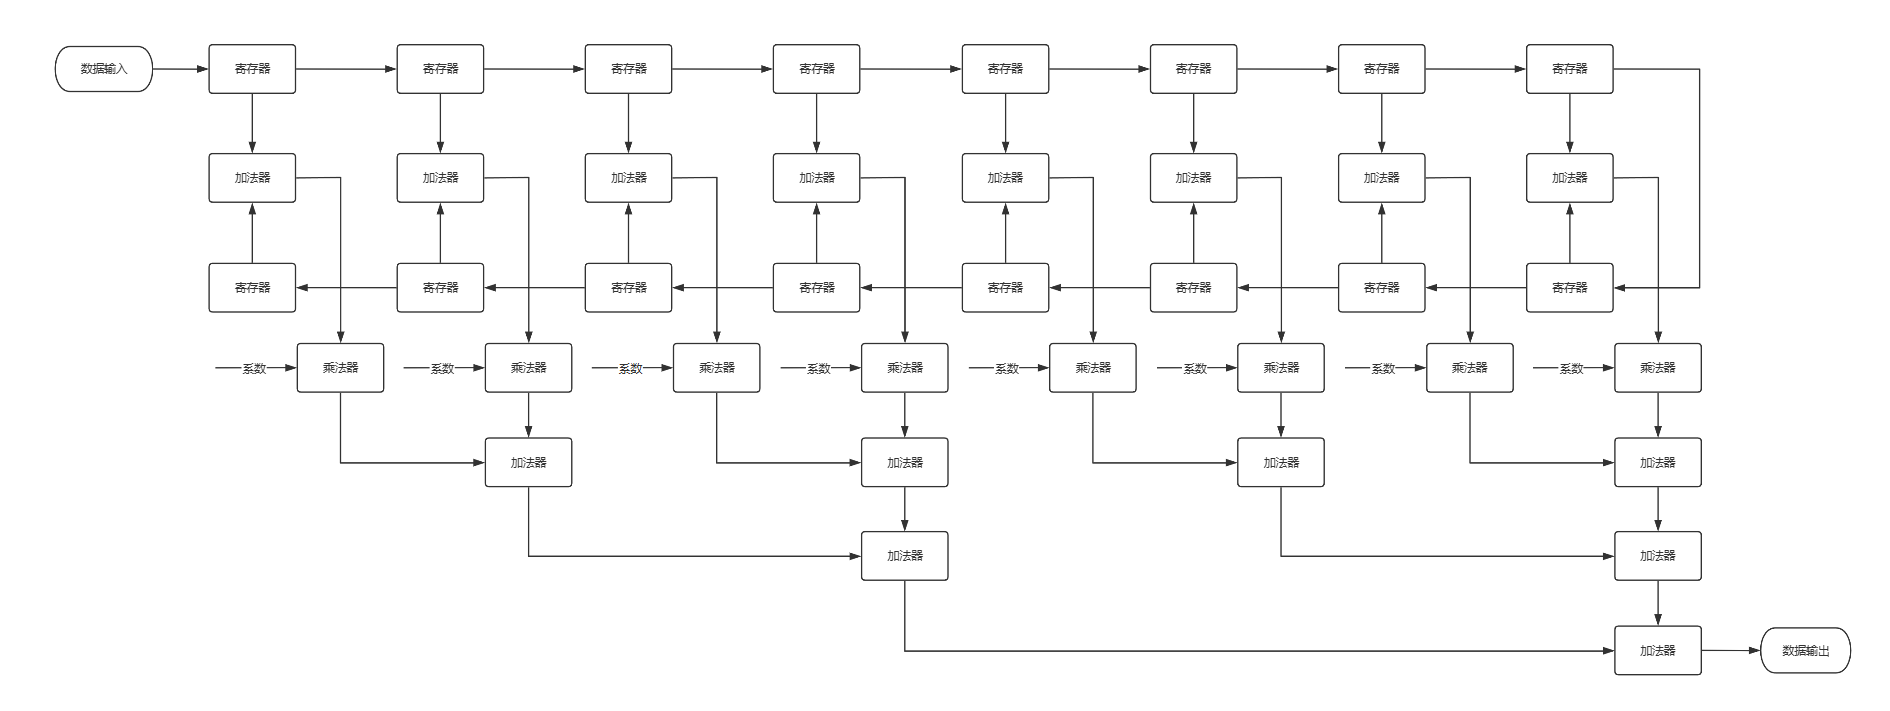 数据输入
寄存器
寄存器
寄存器
寄存器
寄存器
寄存器
寄存器
寄存器
加法器
加法器
加法器
加法器
加法器
加法器
加法器
加法器
寄存器
寄存器
寄存器
寄存器
寄存器
寄存器
寄存器
寄存器
系数
乘法器
系数
乘法器
系数
乘法器
系数
乘法器
系数
乘法器
系数
乘法器
系数
乘法器
系数
乘法器
加法器
加法器
加法器
加法器
加法器
加法器
加法器
数据输出